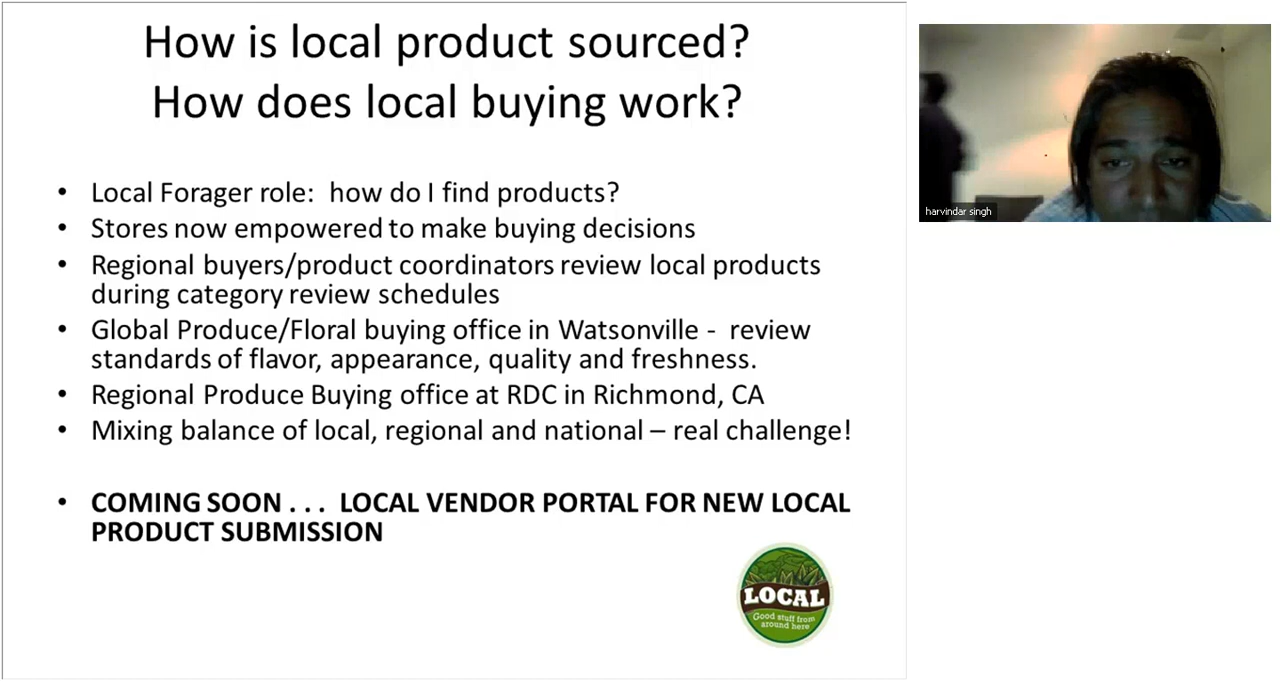 How is local product sourced?
How does local buying work?
• Local Forager role:  how do I find products?
• Stores now empowered to make buying decisions
• Regional buyers/product coordinators review local products
during category review schedules
• Global Produce/Floral buying office in Watsonville -  review
standards of flavor, appearance, quality and freshness.
• Regional Produce Buying office at RDC in Richmond, CA
• Mixing balance of local, regional and national – real challenge!
• COMING SOON . . .  LOCAL VENDOR PORTAL FOR NEW LOCAL
PRODUCT SUBMISSION
LOCAL
Good stuff from
around here
harvindar singh